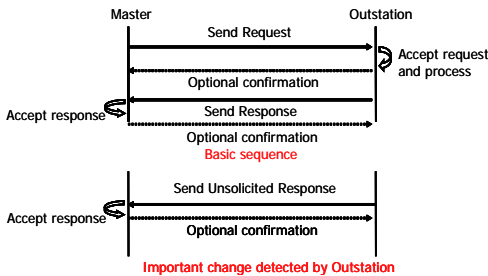 Master
Outstation
Send Request
Accept request
and process
Optional confirmation
Accept response
Send Response
Optional confirmation
Basic sequence
Send Unsolicited Response
Accept response
Optional confirmation
Important change detected by Outstation